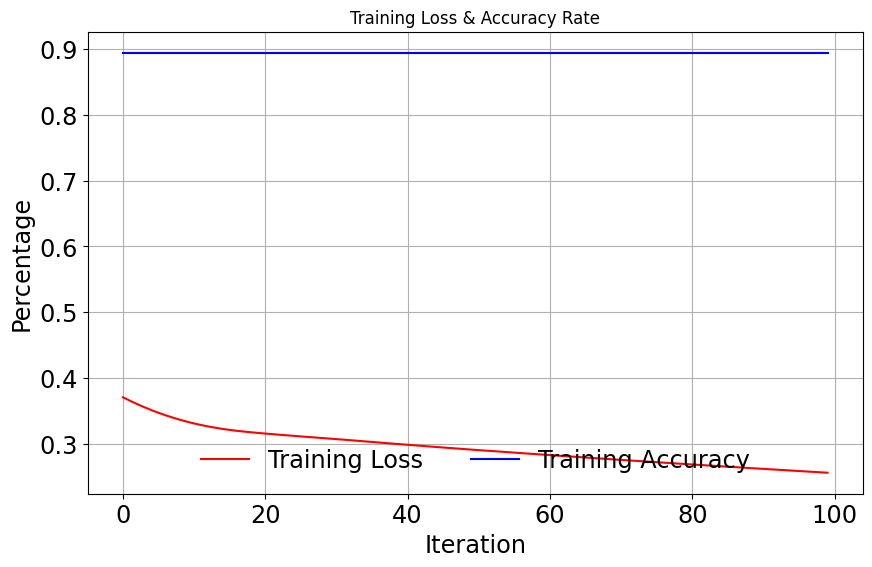 Training Loss & Accuracy Rate
Percentage
0.9
0.8
0.7
0.6
0.5
0.4
0.3
Training Loss Training Accuracy
0 20 40 60 80 100
Iteration